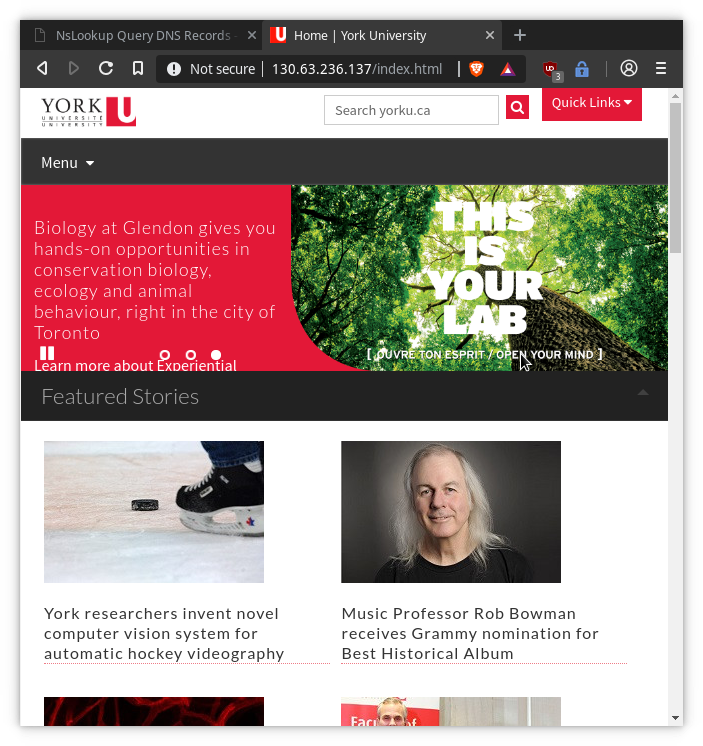 NsLookup Query DNS Records -
Home | York University
Not secure | 130.63.236.137/index.html
3
YORK U
UNIVERSITÉ
UNIVERSITY
Search yorku.ca
Quick Links
Menu
Biology at Glendon gives you
hands-on opportunities in
conservation biology,
ecology and animal
behaviour, right in the city of
Toronto
Learn more about Experiential
THIS
IS
YOUR
LAB
[ OUVRE TON ESPRIT / OPEN YOUR MIND ]
Featured Stories
York researchers invent novel
computer vision system for
automatic hockey videography
Music Professor Rob Bowman
receives Grammy nomination for
Best Historical Album